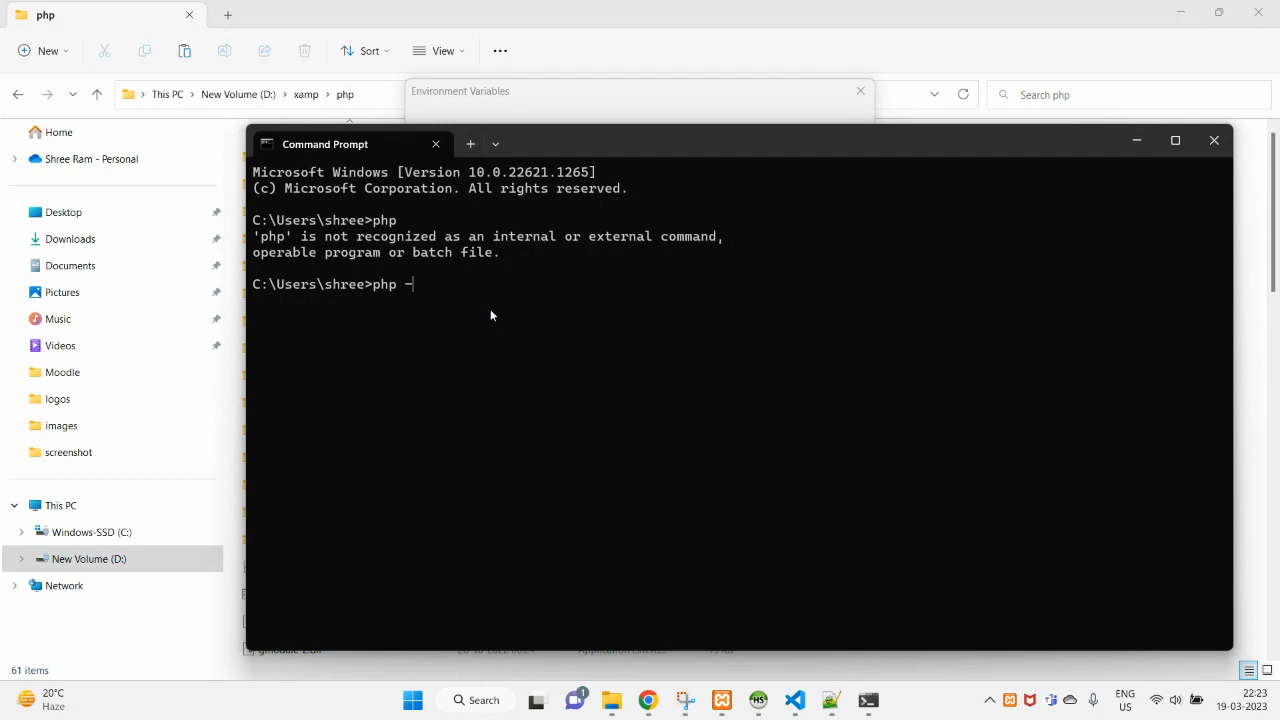 php
New
Sort
View
This PC
New Volume (D:)
xamp
php
Search php
Environment Variables
Home
Shree Ram - Personal
Desktop
Downloads
Documents
Pictures
Music
Videos
Moodle
logos
images
screenshot
This PC
Windows-SSD (C:)
New Volume (D:)
Network
61 items
Command Prompt
Microsoft Windows [Version 10.0.22621.1265]
(c) Microsoft Corporation. All rights reserved.
C:\Users\shree>php
'php' is not recognized as an internal or external command,
operable program or batch file.
C:\Users\shree>php -
20°C
Haze
Search
1
ENG
US
22:23
19-03-2023